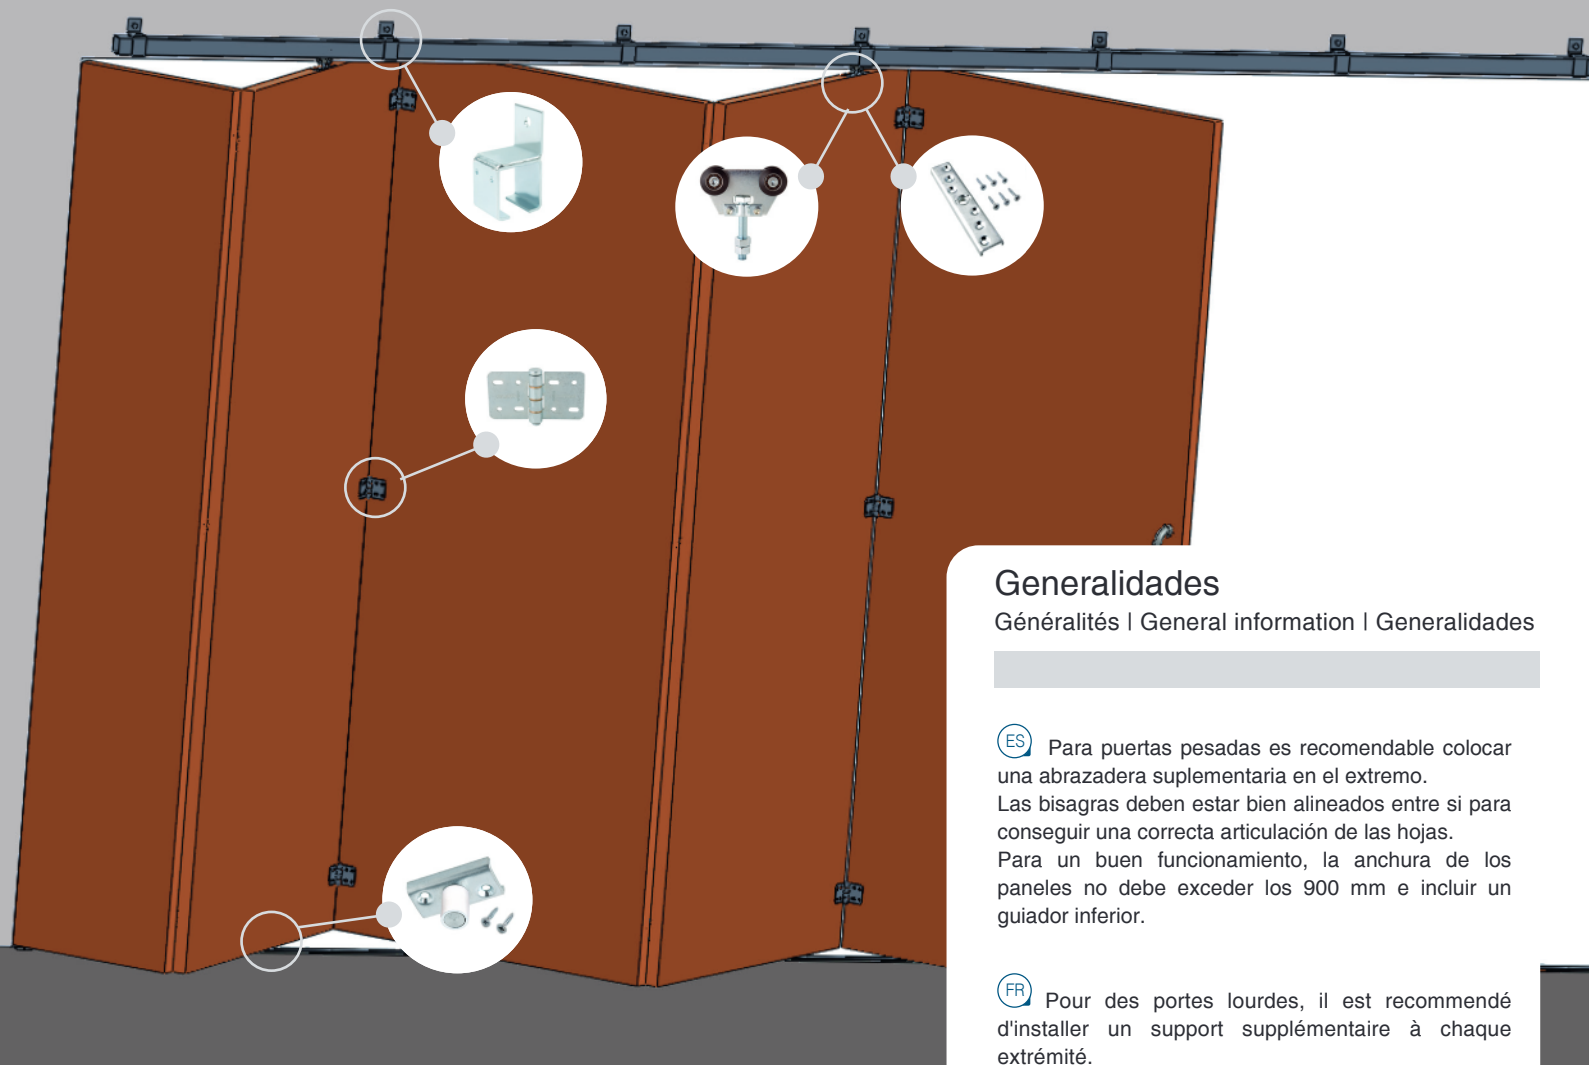 Generalidades
Généralités | General information | Generalidades
ES Para puertas pesadas es recomendable colocar
una abrazadera suplementaria en el extremo.
Las bisagras deben estar bien alineados entre si para
conseguir una correcta articulación de las hojas.
Para un buen funcionamiento, la anchura de los
paneles no debe exceder los 900 mm e incluir un
guiador inferior.
FR Pour des portes lourdes, il est recommandé
d'installer un support supplémentaire à chaque
extrémité.